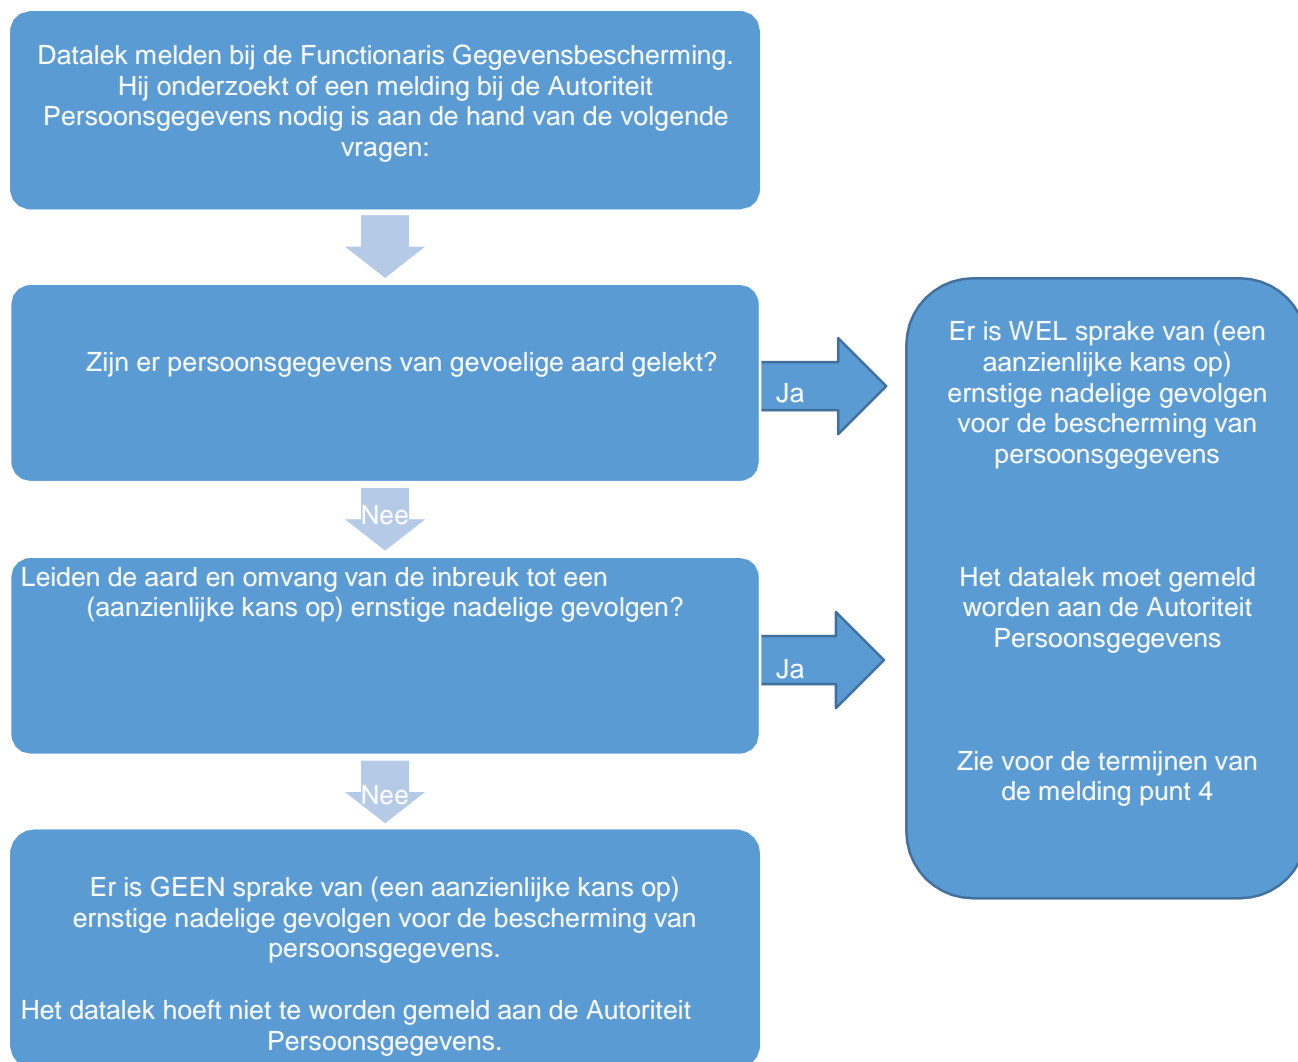 Datalek melden bij de Functionaris Gegevensbescherming.
Hij onderzoekt of een melding bij de Autoriteit
Persoonsgegevens nodig is aan de hand van de volgende
vragen:
Zijn er persoonsgegevens van gevoelige aard gelekt?
Ja
Er is WEL sprake van (een
aanzienlijke kans op)
ernstige nadelige gevolgen
voor de bescherming van
persoonsgegevens
Het datalek moet gemeld
worden aan de Autoriteit
Persoonsgegevens
Zie voor de termijnen van
de melding punt 4
Nee
Leiden de aard en omvang van de inbreuk tot een
(aanzienlijke kans op) ernstige nadelige gevolgen?
Ja
Nee
Er is GEEN sprake van (een aanzienlijke kans op)
ernstige nadelige gevolgen voor de bescherming van
persoonsgegevens.
Het datalek hoeft niet te worden gemeld aan de Autoriteit
Persoonsgegevens.